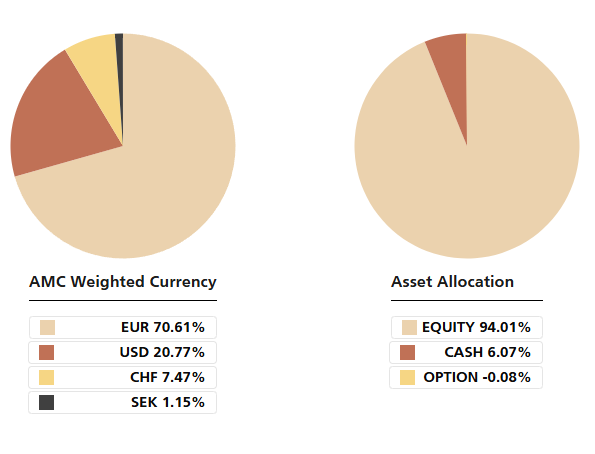 AMC Weighted Currency
EUR 70.61%
USD 20.77%
CHF 7.47%
SEK 1.15%
Asset Allocation
EQUITY 94.01%
CASH 6.07%
OPTION -0.08%